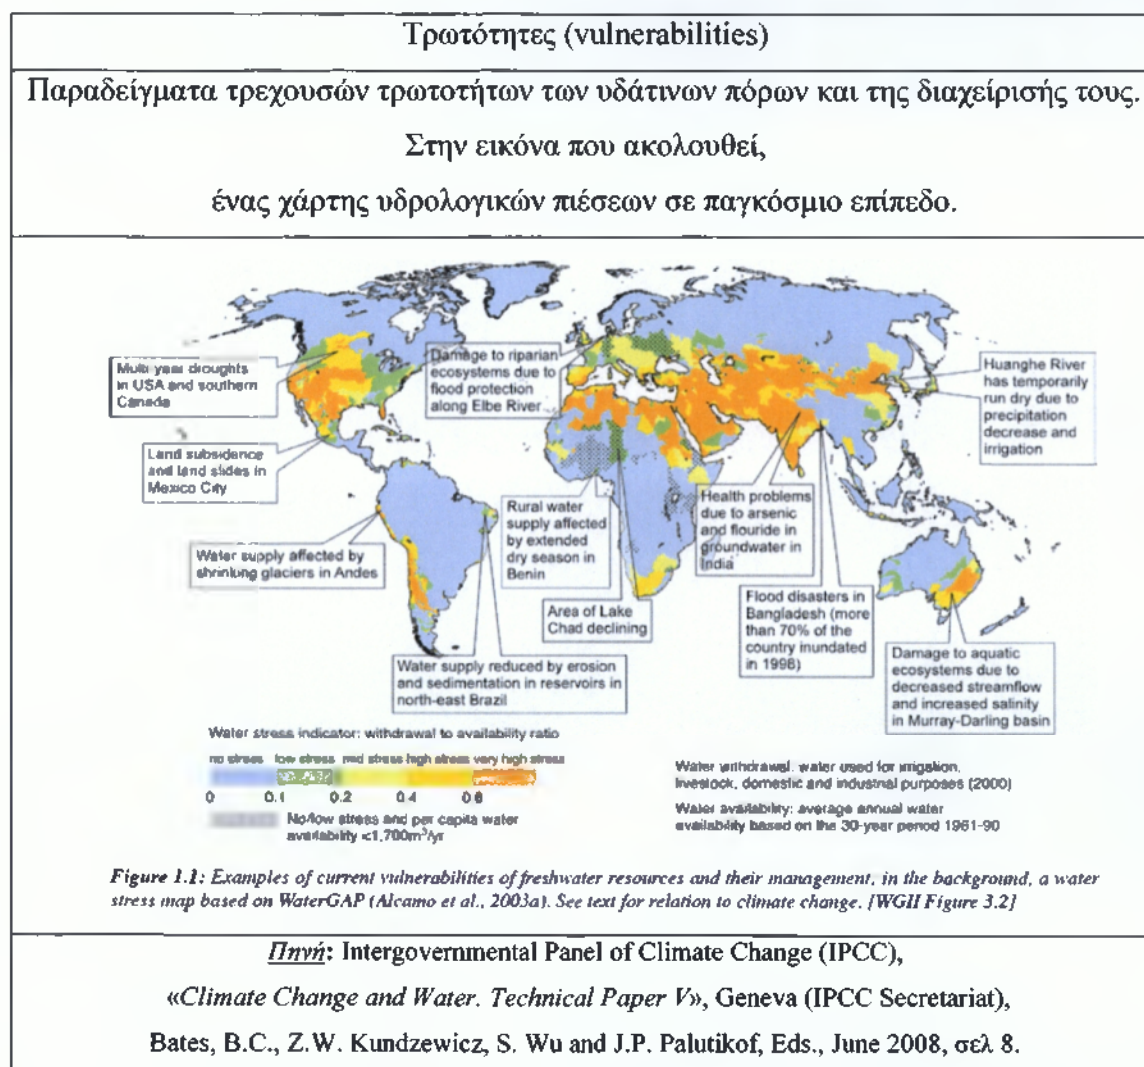 Τρωτότητες (vulnerabilities)
Παραδείγματα τρεχουσών τρωτοτήτων των υδάτινων πόρων και της διαχείρισής τους.
Στην εικόνα που ακολουθεί,
ένας χάρτης υδρολογικών πιέσεων σε παγκόσμιο επίπεδο.
Multi year droughts
in USA and southern
Canada
Land subsidence
and land slides in
Mexico City
Water supply affected by
shrinking glaciers in Andes
Damage to riparian
ecosystems due to
flood protection
along Elbe River
Rural water
supply affected
by extended
dry season in
Benin
Water supply reduced by erosion
and sedimentation in reservoirs in
north-east Brazil
Area of Lake
Chad declining
Health problems
due to arsenic
and flouride in
groundwater in
India
Flood disasters in
Bangladesh (more
than 70% of the
country inundated
in 1998)
Huanghe River
has temporarily
run dry due to
precipitation
decrease and
irrigation
Damage to aquatic
ecosystems due to
decreased streamflow
and increased salinity
in Murray-Darling basin
Water stress indicator: withdrawal to availability ratio
no stress low stress mid stress high stress very high stress
0 0.1 0.2 0.4 0.8
No/low stress and per capita water
availability <1,700m³/yr
Water withdrawal: water used for irrigation,
livestock, domestic and industrial purposes (2000)
Water availability: average annual water
availability based on the 30-year period 1961-90
Figure 1.1: Examples of current vulnerabilities of freshwater resources and their management, in the background, a water
stress map based on WaterGAP (Alcamo et al., 2003a). See text for relation to climate change. [WGII Figure 3.2]
Πηγή: Intergovernmental Panel of Climate Change (IPCC),
«Climate Change and Water. Technical Paper V», Geneva (IPCC Secretariat),
Bates, B.C., Z.W. Kundzewicz, S. Wu and J.P. Palutikof, Eds., June 2008, σελ 8.